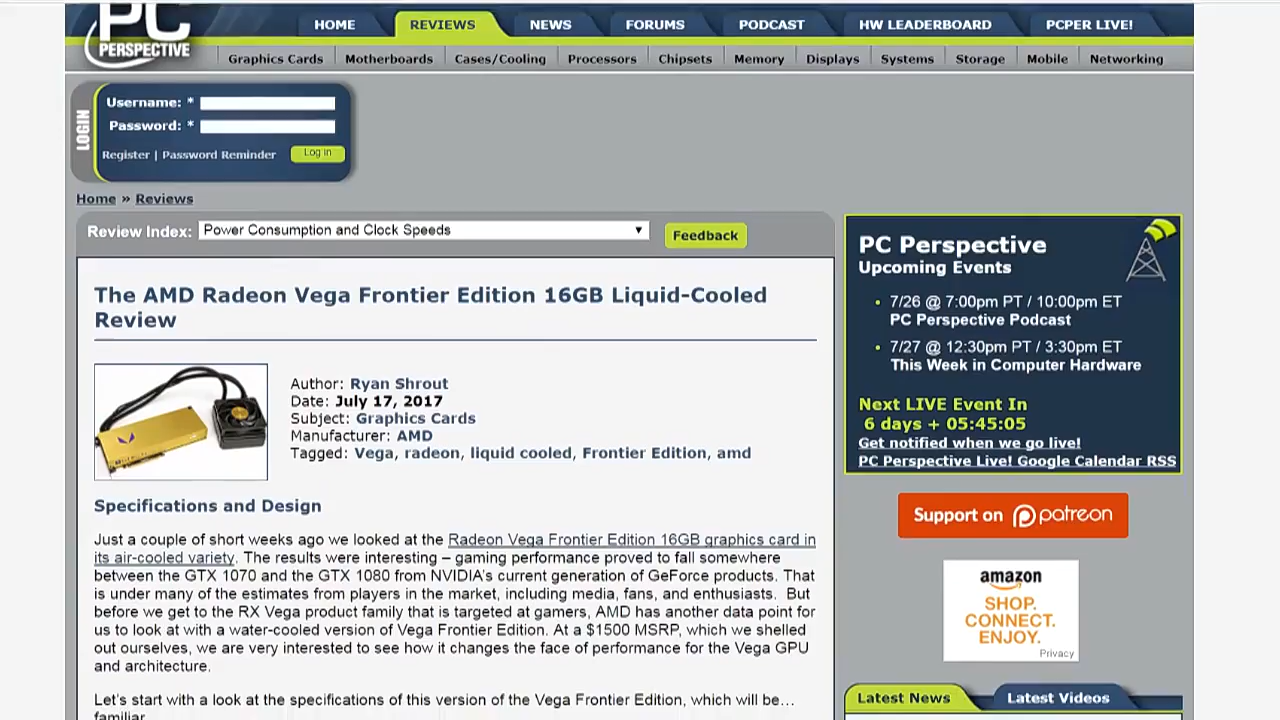 PC
PERSPECTIVE
HOME
REVIEWS
NEWS
FORUMS
PODCAST
HW LEADERBOARD
PCPER LIVE!
Graphics Cards
Motherboards
Cases/Cooling
Processors
Chipsets
Memory
Displays
Systems
Storage
Mobile
Networking
LOGIN
Username: *
Password: *
Register | Password Reminder
Log in
Home » Reviews
Review Index:
Power Consumption and Clock Speeds
Feedback
The AMD Radeon Vega Frontier Edition 16GB Liquid-Cooled
Review
Author: Ryan Shrout
Date: July 17, 2017
Subject: Graphics Cards
Manufacturer: AMD
Tagged: Vega, radeon, liquid cooled, Frontier Edition, amd
Specifications and Design
Just a couple of short weeks ago we looked at the Radeon Vega Frontier Edition 16GB graphics card in
its air-cooled variety. The results were interesting – gaming performance proved to fall somewhere
between the GTX 1070 and the GTX 1080 from NVIDIA's current generation of GeForce products. That
is under many of the estimates from players in the market, including media, fans, and enthusiasts.  But
before we get to the RX Vega product family that is targeted at gamers, AMD has another data point for
us to look at with a water-cooled version of Vega Frontier Edition. At a $1500 MSRP, which we shelled
out ourselves, we are very interested to see how it changes the face of performance for the Vega GPU
and architecture.
Let's start with a look at the specifications of this version of the Vega Frontier Edition, which will be…
familiar.
PC Perspective
Upcoming Events
• 7/26 @ 7:00pm PT / 10:00pm ET
PC Perspective Podcast
• 7/27 @ 12:30pm PT / 3:30pm ET
This Week in Computer Hardware
Next LIVE Event In
6 days + 05:45:05
Get notified when we go live!
PC Perspective Live! Google Calendar RSS
Support on patreon
amazon
SHOP.
CONNECT.
ENJOY.
Privacy
Latest News
Latest Videos